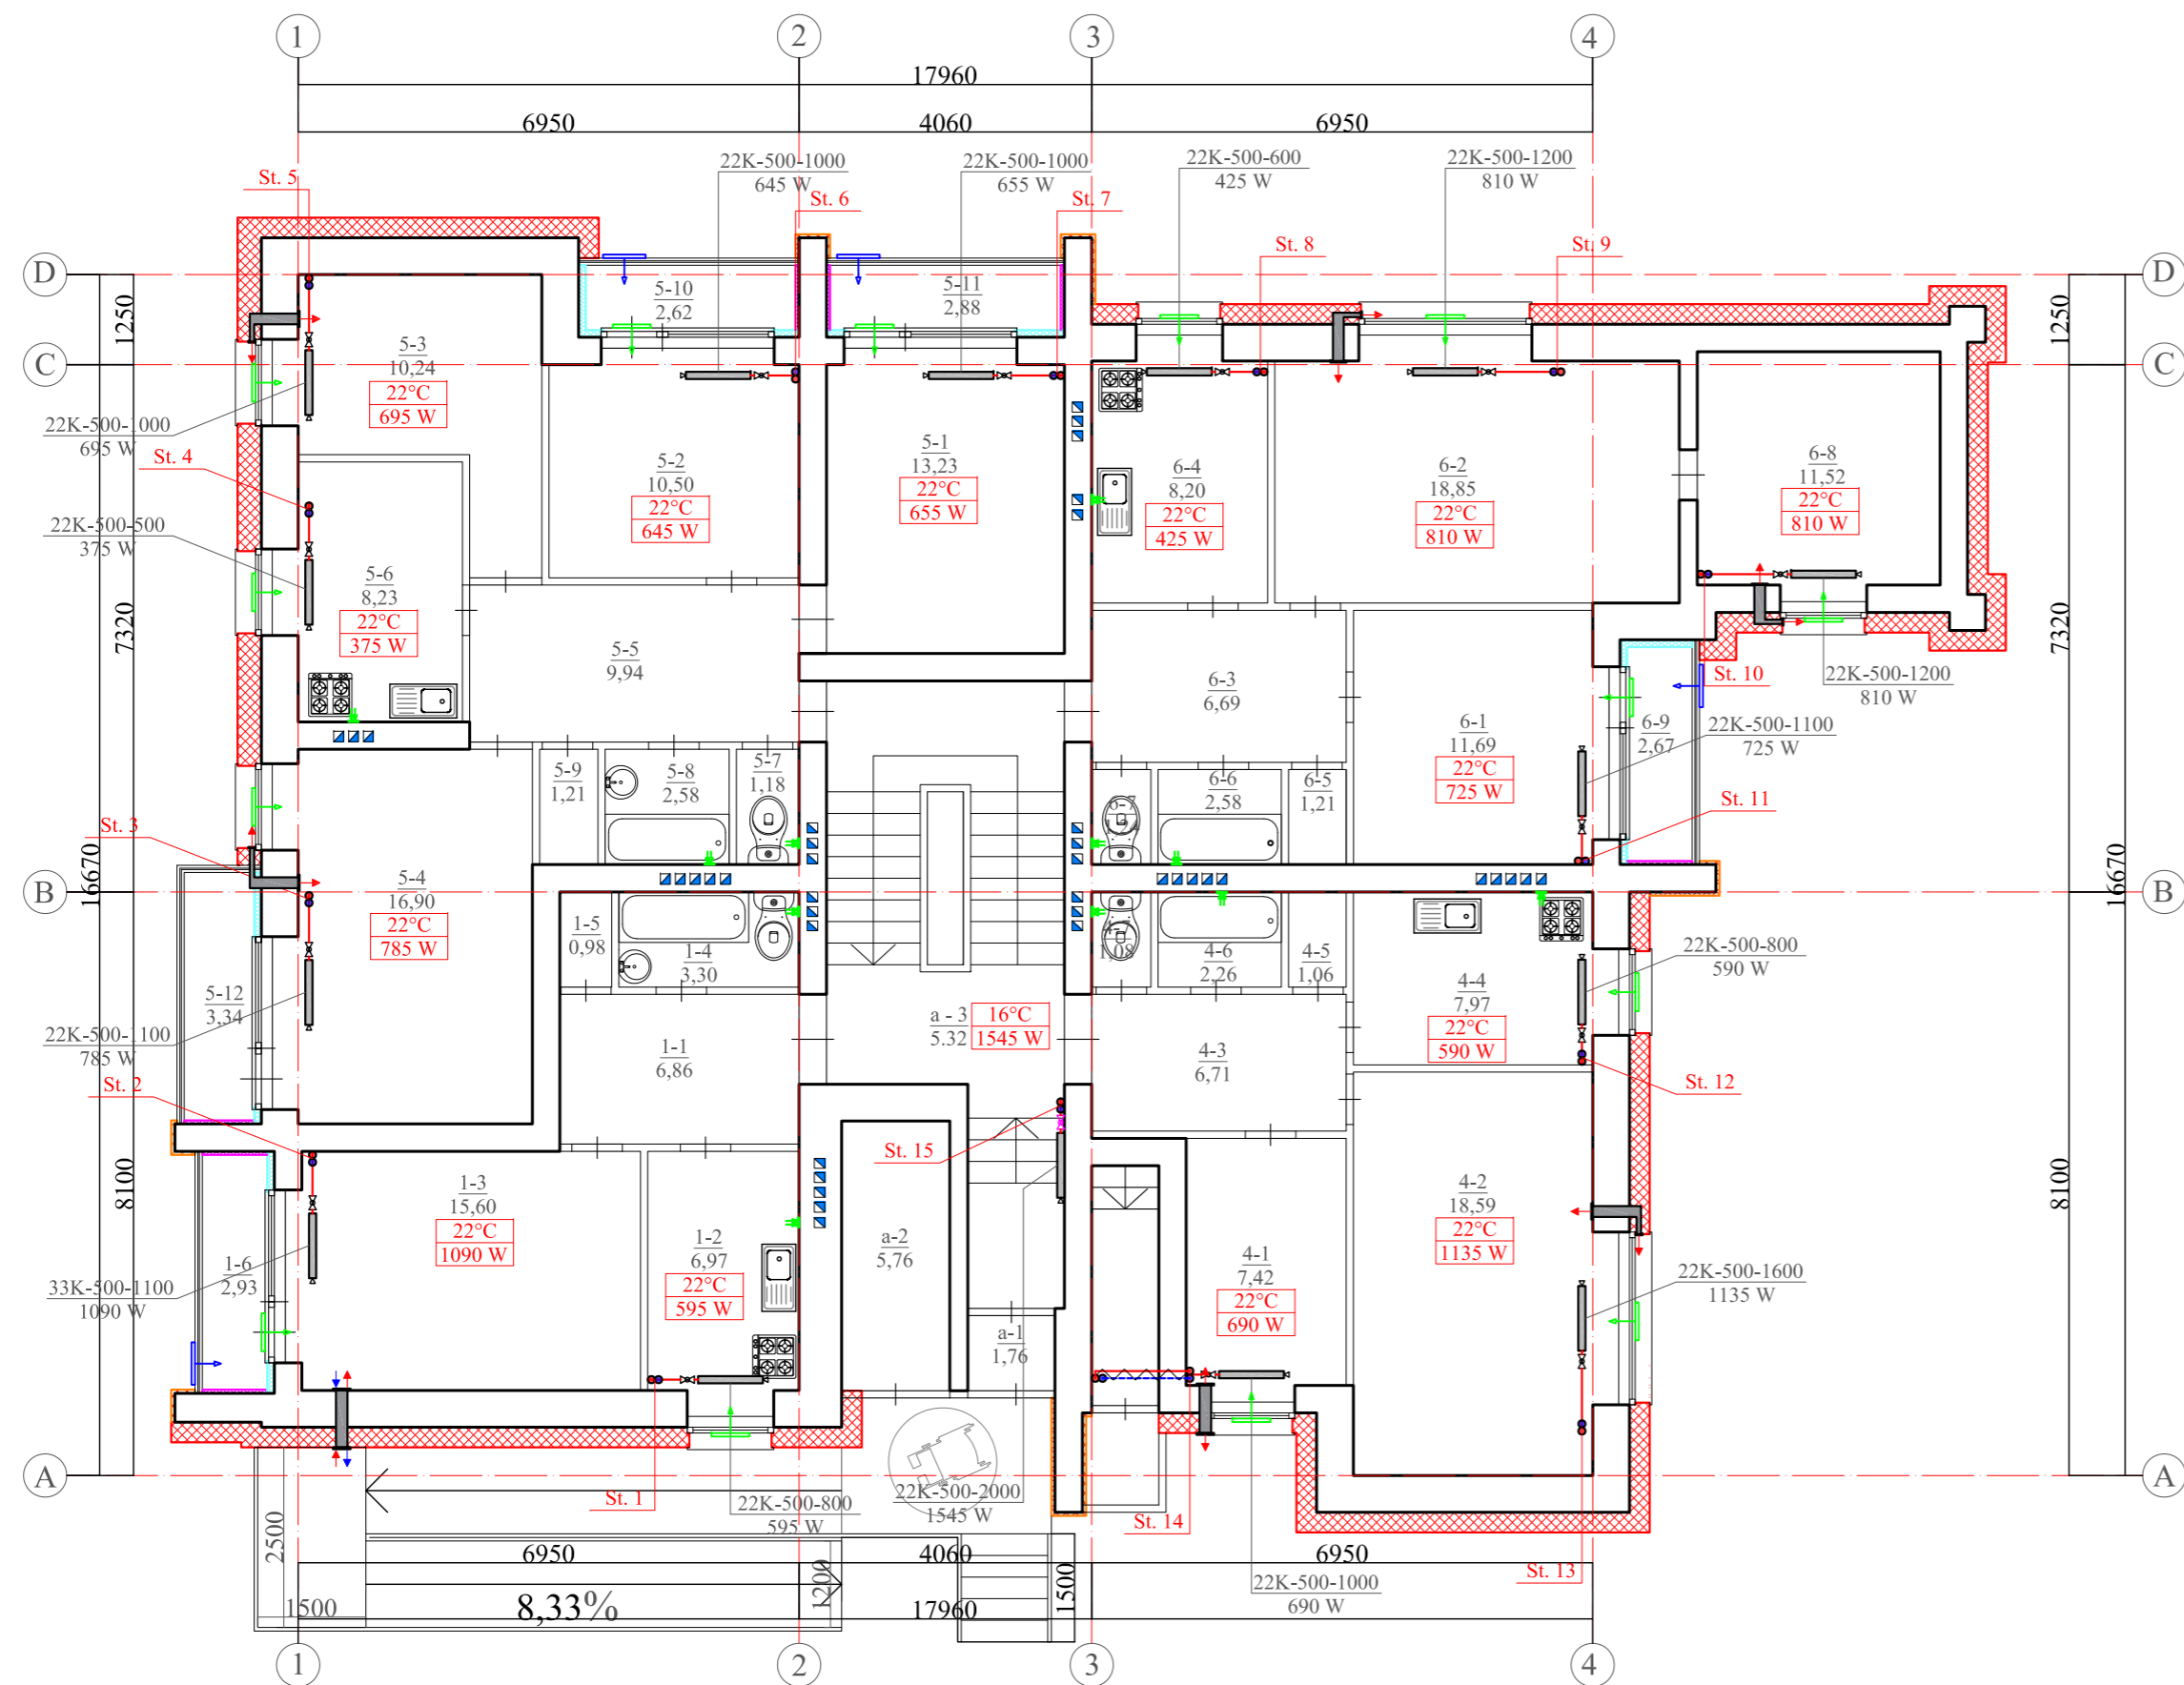 1
2
3
4
17960
6950
4060
6950
22K-500-1000
645 W
22K-500-1000
655 W
22K-500-600
425 W
22K-500-1200
810 W
St. 5
St. 6
St. 7
St. 8
St. 9
D
D
1250
1250
5-10
2,62
5-11
2,88
C
C
5-3
10,24
22°C
695 W
22K-500-1000
695 W
St. 4
5-2
10,50
22°C
645 W
5-1
13,23
22°C
655 W
6-4
8,20
22°C
425 W
6-2
18,85
22°C
810 W
6-8
11,52
22°C
810 W
22K-500-500
375 W
5-6
8,23
22°C
375 W
7320
7320
5-5
9,94
6-3
6,69
6-1
11,69
22°C
725 W
6-9
2,67
St. 10
22K-500-1200
810 W
22K-500-1100
725 W
St. 11
5-9
1,21
5-8
2,58
5-7
1,18
6-7
1,24
6-6
2,58
6-5
1,21
St. 3
16670
16670
B
B
5-4
16,90
22°C
785 W
1-5
0,98
1-4
3,30
4-7
1,08
4-6
2,26
4-5
1,06
4-4
7,97
22°C
590 W
22K-500-800
590 W
5-12
3,34
22K-500-1100
785 W
St. 2
1-1
6,86
a - 3
5.32
16°C
1545 W
4-3
6,71
St. 12
St. 15
8100
8100
1-3
15,60
22°C
1090 W
1-2
6,97
22°C
595 W
a-2
5,76
4-1
7,42
22°C
690 W
4-2
18,59
22°C
1135 W
1-6
2,93
33K-500-1100
1090 W
22K-500-1600
1135 W
a-1
1,76
A
A
St. 1
22K-500-800
595 W
22K-500-2000
1545 W
St. 14
St. 13
2500
6950
4060
6950
1200
1500
22K-500-1000
690 W
1500
8,33%
17960
1
2
3
4